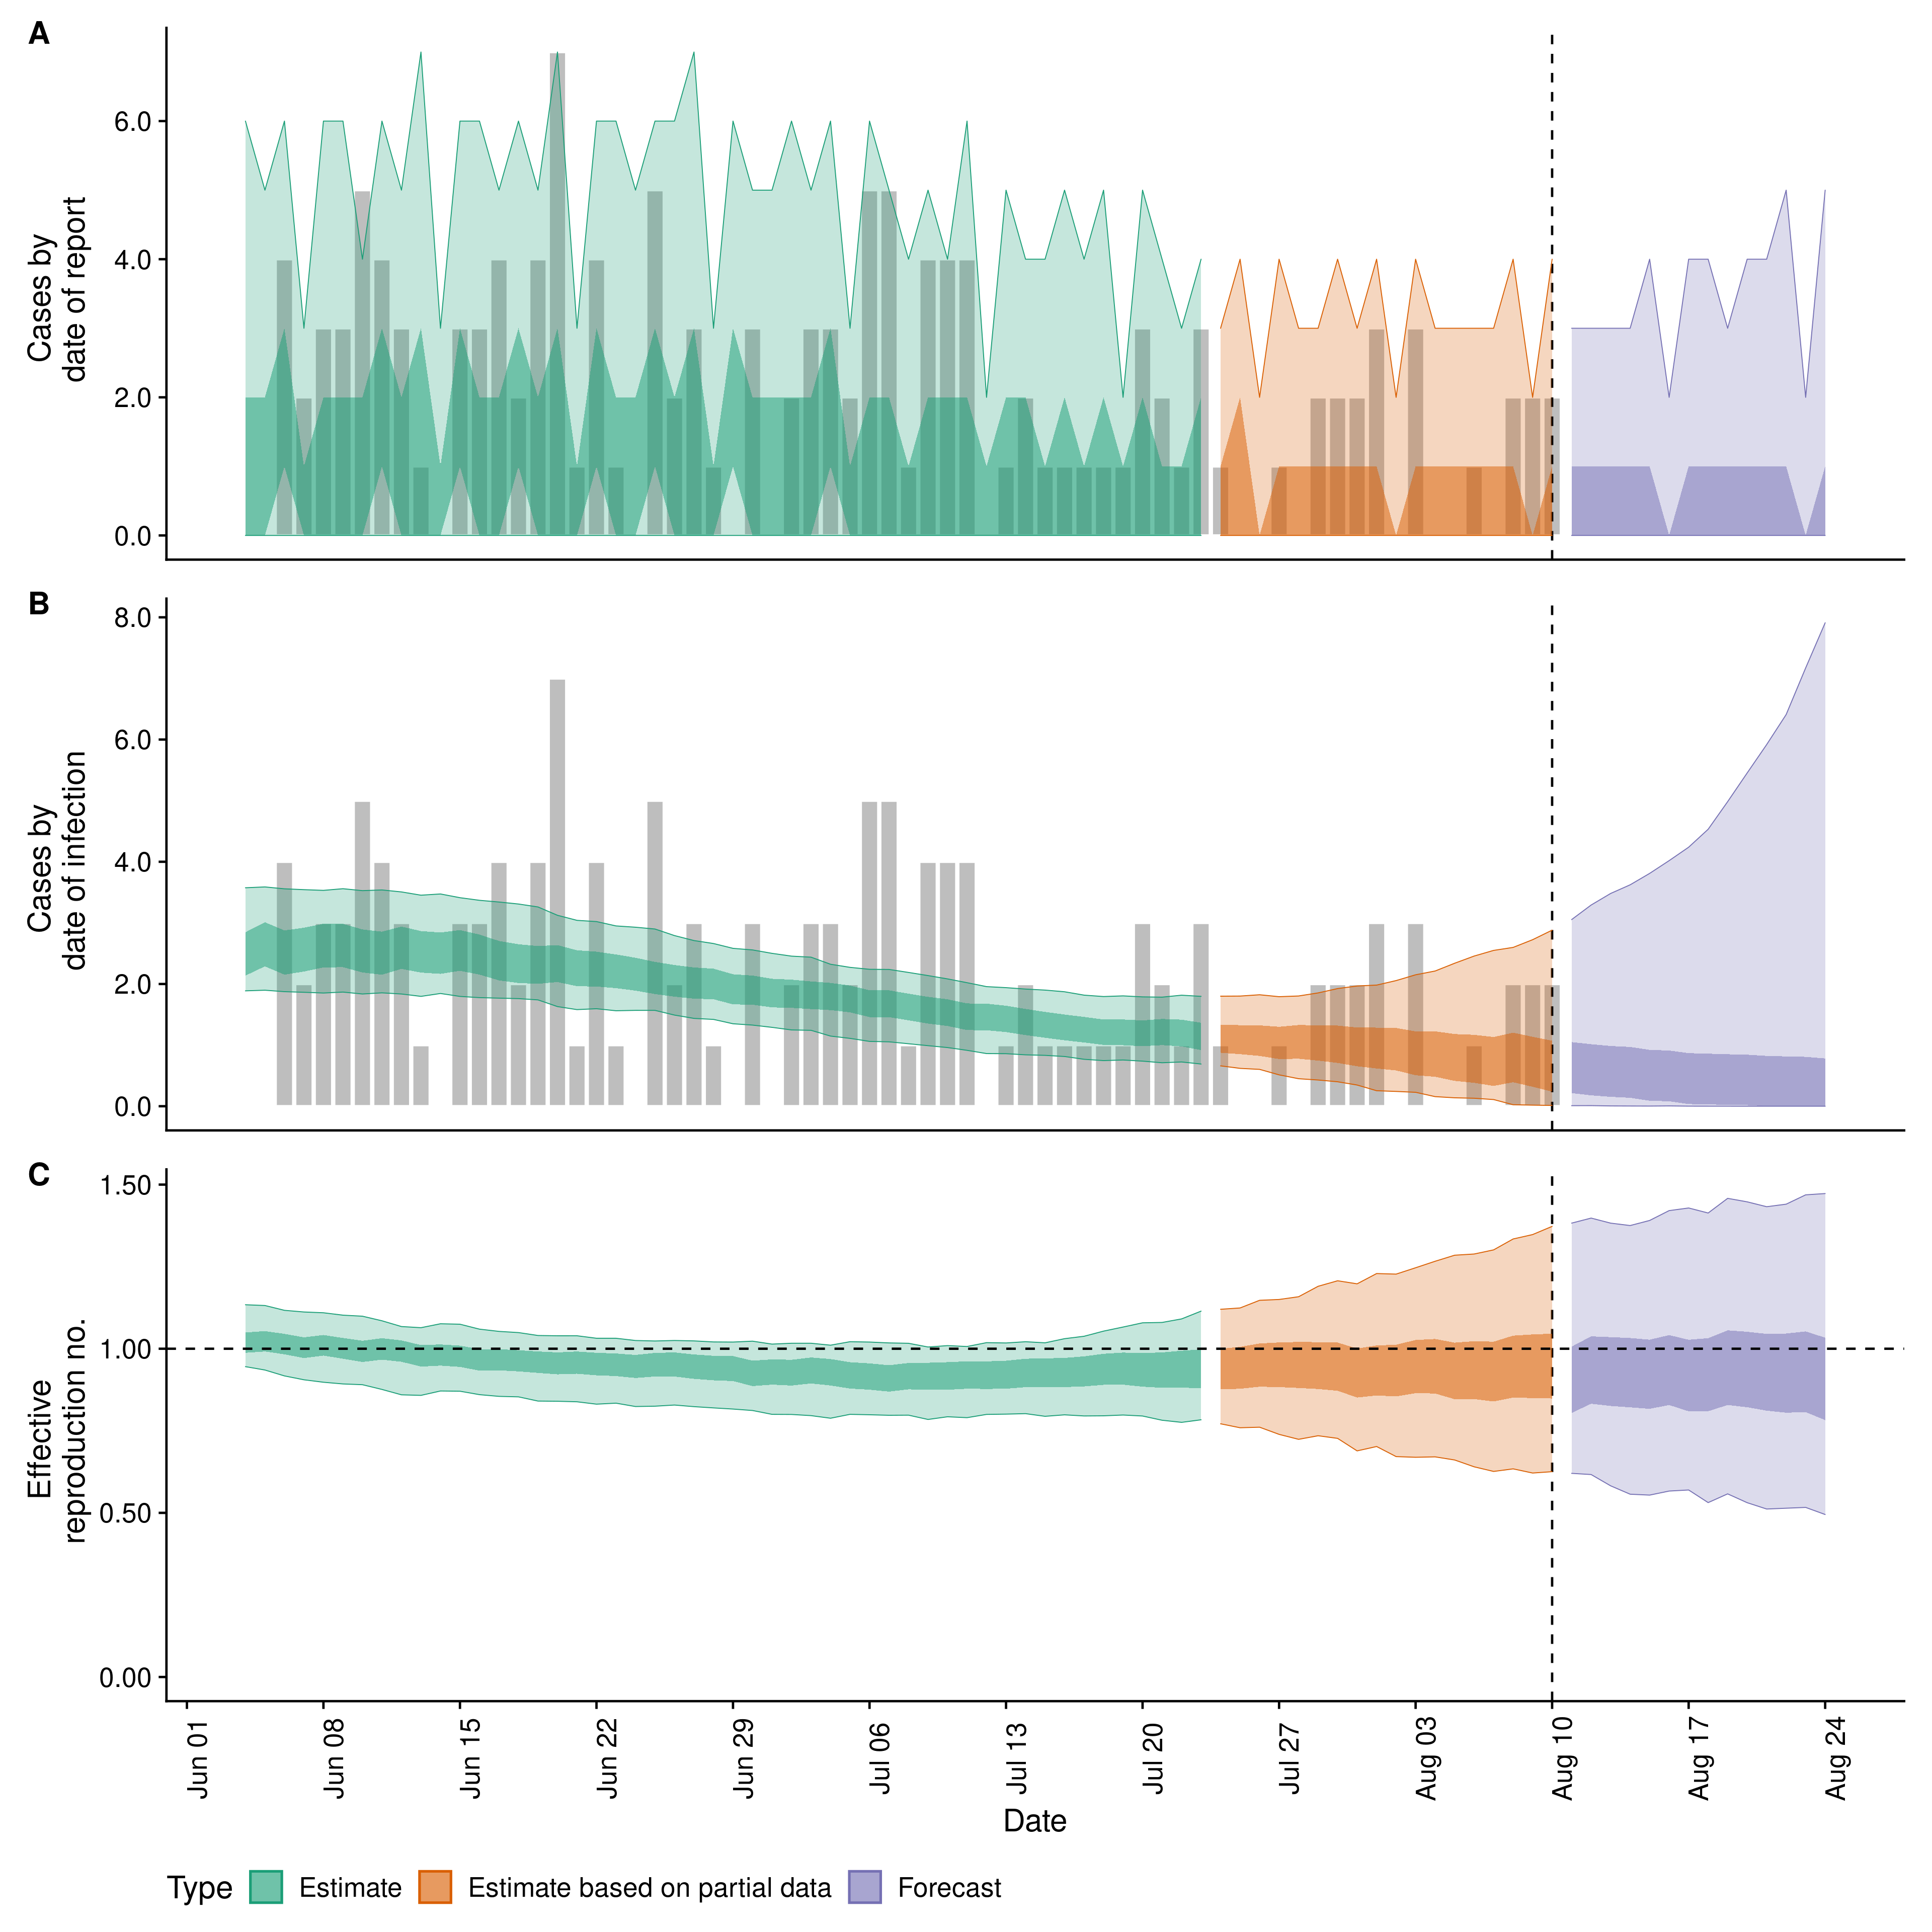 A
Cases by
date of report
6.0
4.0
2.0
0.0
B
Cases by
date of infection
8.0
6.0
4.0
2.0
0.0
C
Effective
reproduction no.
1.50
1.00
0.50
0.00
Jun 01
Jun 08
Jun 15
Jun 22
Jun 29
Jul 06
Jul 13
Jul 20
Jul 27
Aug 03
Aug 10
Aug 17
Aug 24
Date
Type Estimate Estimate based on partial data Forecast